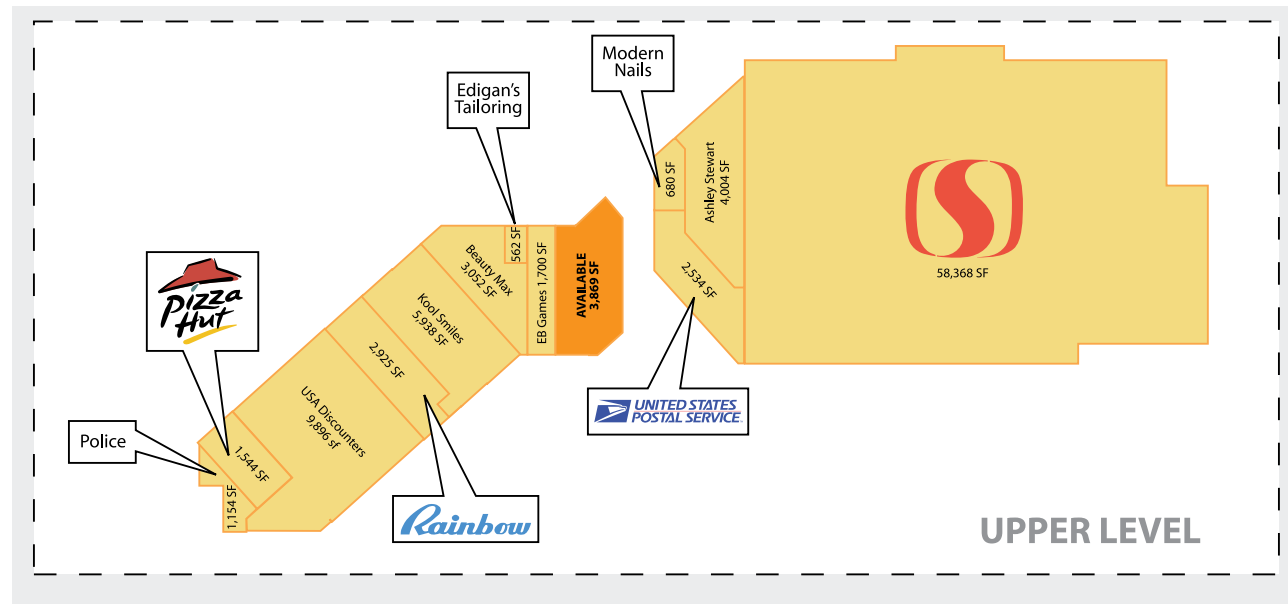 Modern
Nails
Edigan's
Tailoring
680 SF
Ashley Stewart
4,004 SF
58,368 SF
2,534 SF
UNITED STATES
POSTAL SERVICE
562 SF
EB Games 1,700 SF
AVAILABLE
3,869 SF
Beauty Max
3,052 SF
Kool Smiles
5,938 SF
2,925 SF
Rainbow
Pizza
Hut
USA Discounters
9,896 sf
1,544 SF
Police
1,154 SF
UPPER LEVEL